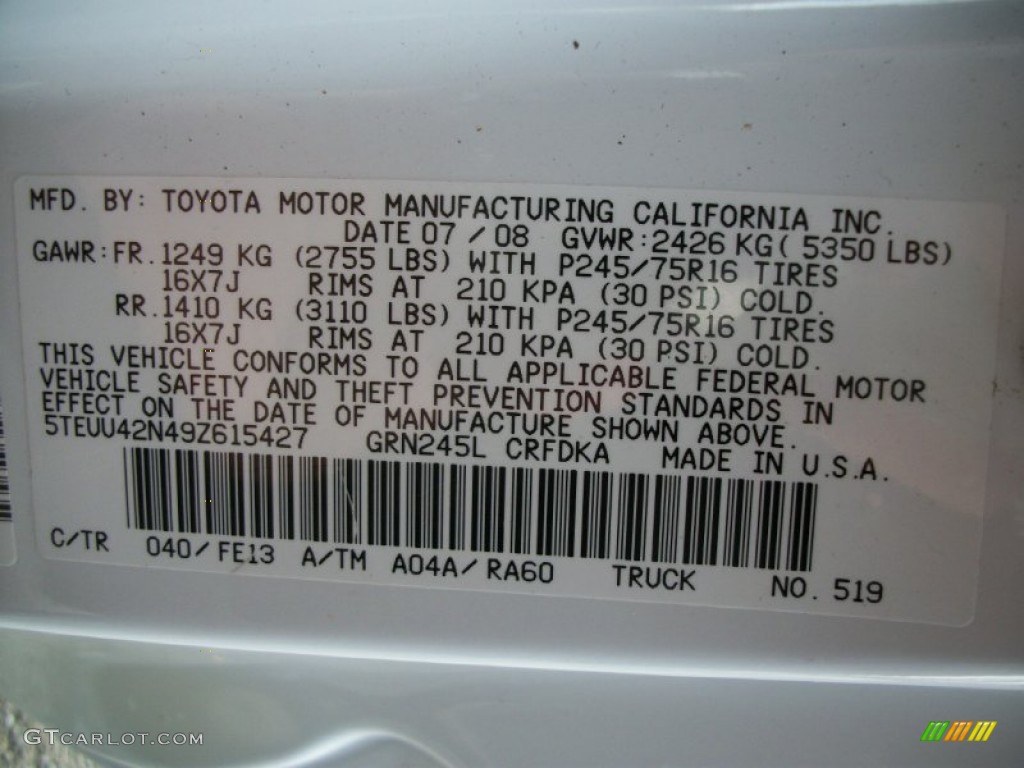 MFD. BY: TOYOTA MOTOR MANUFACTURING CALIFORNIA INC.
DATE 07 / 08 GVWR: 2426 KG ( 5350 LBS)
GAWR: FR. 1249 KG (2755 LBS) WITH P245/75R16 TIRES
16X7J RIMS AT 210 KPA (30 PSI) COLD.
RR. 1410 KG (3110 LBS) WITH P245/75R16 TIRES
16X7J RIMS AT 210 KPA (30 PSI) COLD.
THIS VEHICLE CONFORMS TO ALL APPLICABLE FEDERAL MOTOR
VEHICLE SAFETY AND THEFT PREVENTION STANDARDS IN
EFFECT ON THE DATE OF MANUFACTURE SHOWN ABOVE.
5TEUU42N49Z615427 GRN245L CRFDKA MADE IN U.S.A.
C/TR 040/FE13 A/TM A04A/RA60 TRUCK NO. 519
GTCARLOT.COM